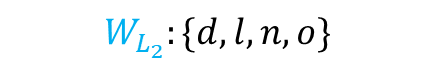 W_{L_2}:{d, l, n, o}